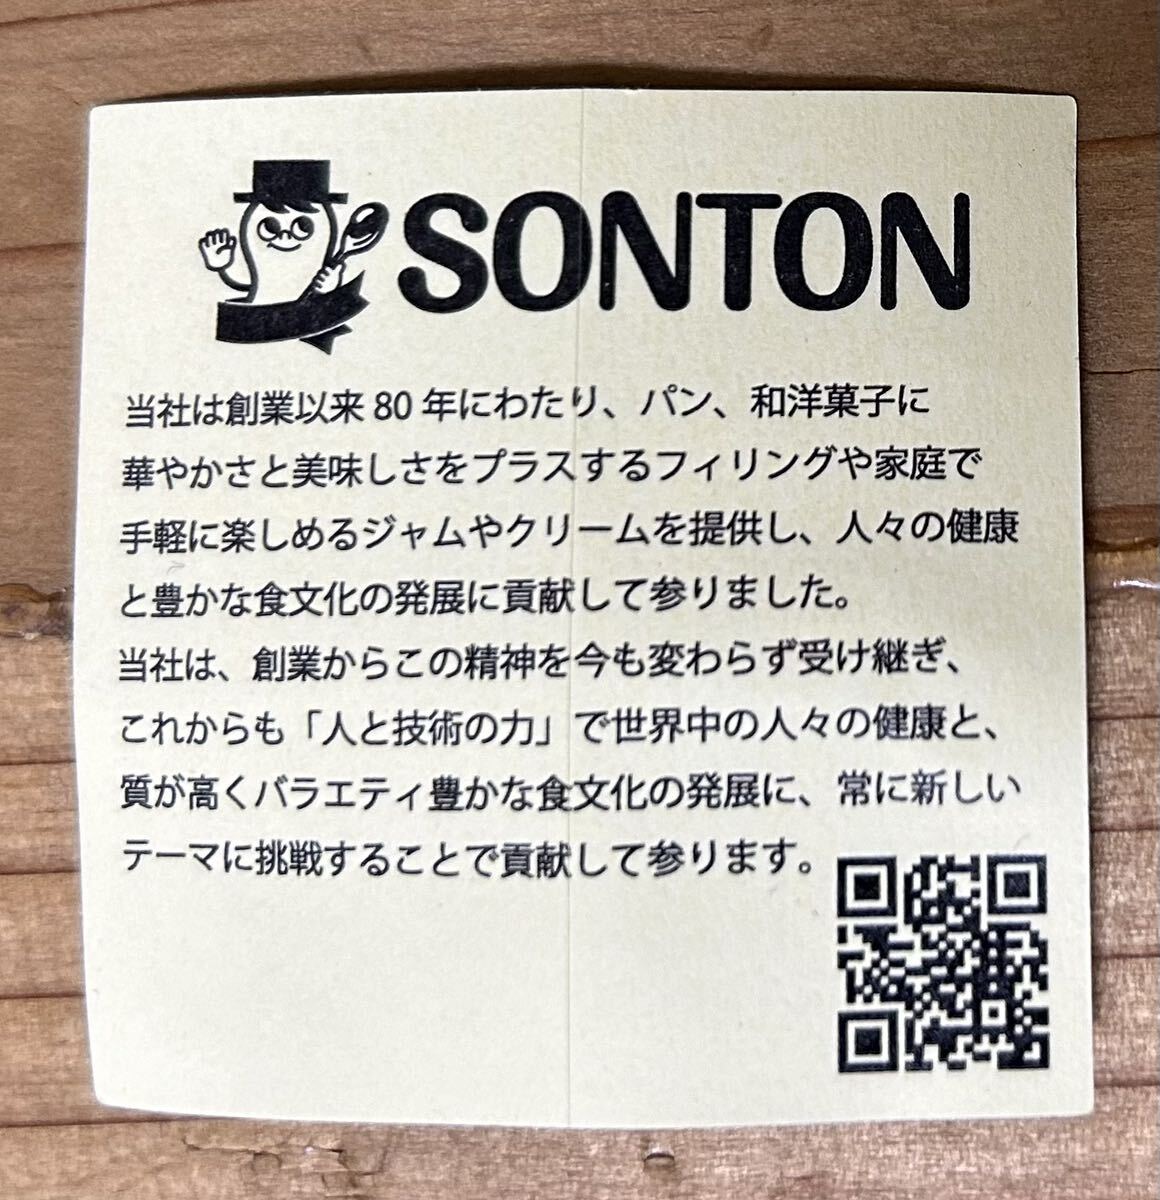 SONTON
当社は創業以来 80 年にわたり、パン、和洋菓子に
華やかさと美味しさをプラスするフィリングや家庭で
手軽に楽しめるジャムやクリームを提供し、人々の健康
と豊かな食文化の発展に貢献して参りました。
当社は、創業からこの精神を今も変わらず受け継ぎ、
これからも「人と技術の力」で世界中の人々の健康と、
質が高くバラエティ豊かな食文化の発展に、常に新しい
テーマに挑戦することで貢献して参ります。